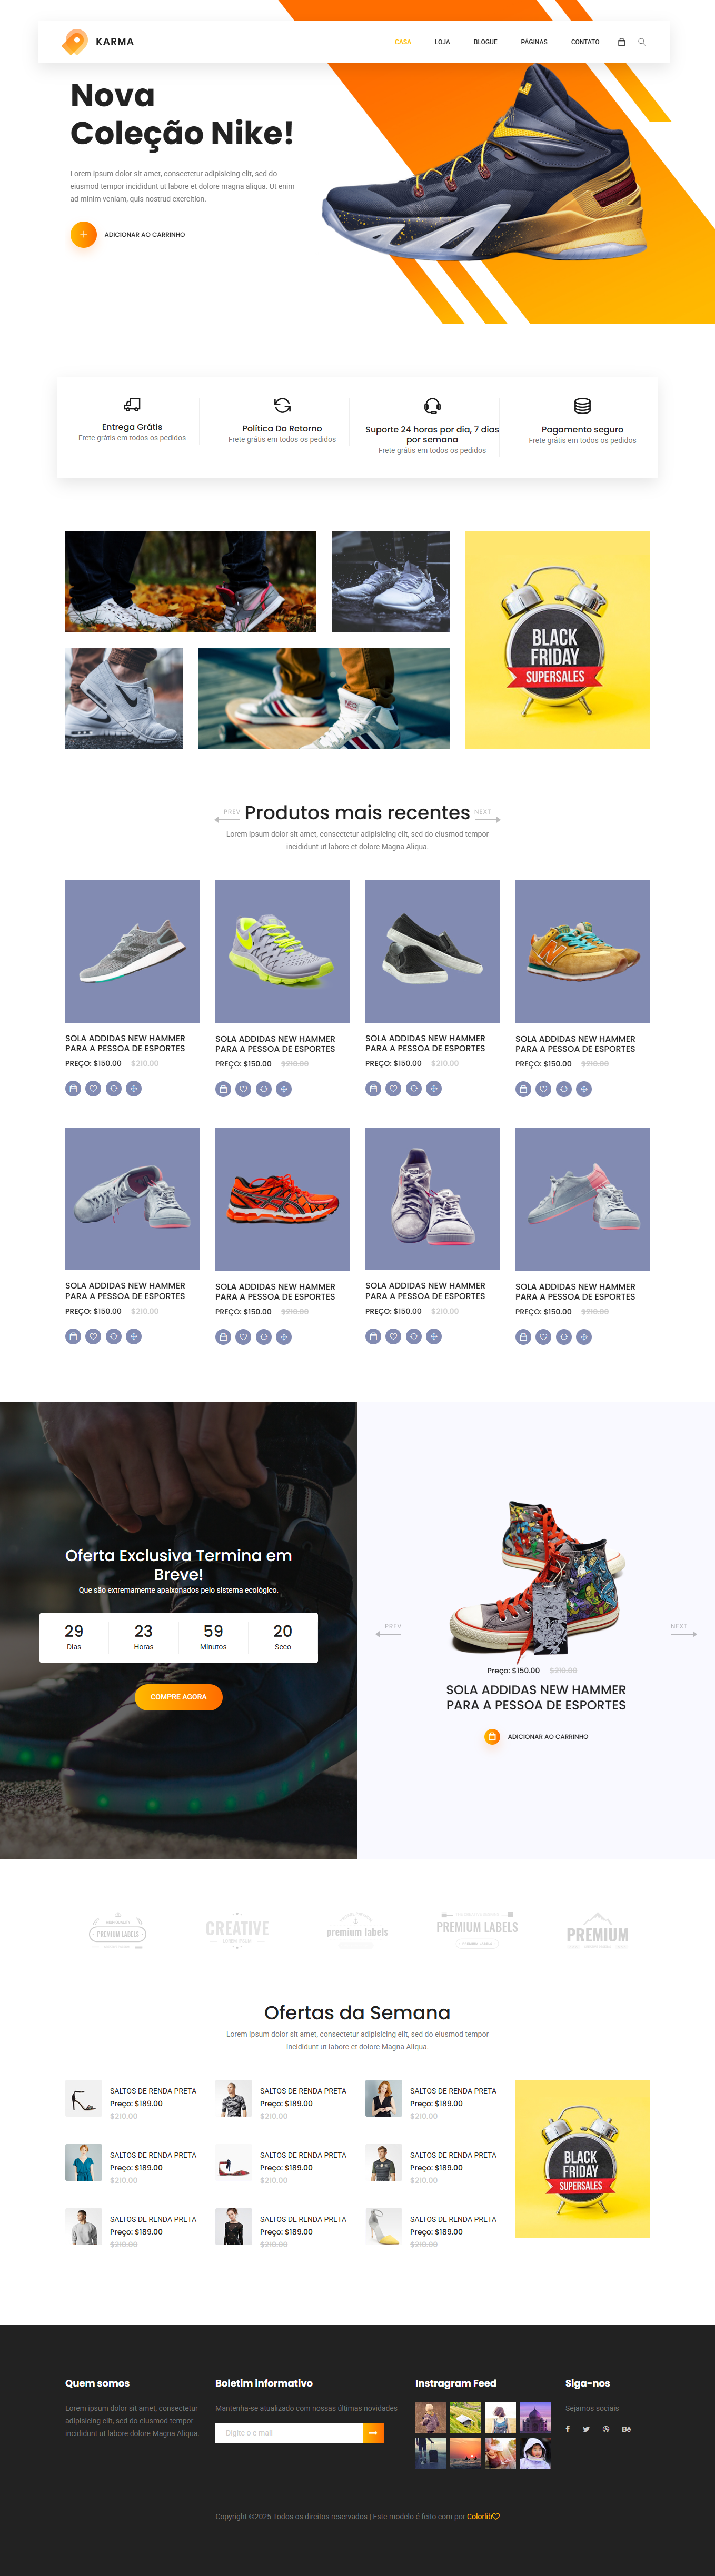 KARMA
CASA LOJA BLOGUE PÁGINAS CONTATO
Nova
Coleção Nike!
Lorem ipsum dolor sit amet, consectetur adipisicing elit, sed do
eiusmod tempor incididunt ut labore et dolore magna aliqua. Ut enim
ad minim veniam, quis nostrud exercition.
ADICIONAR AO CARRINHO
Entrega Grátis
Frete grátis em todos os pedidos
Política Do Retorno
Frete grátis em todos os pedidos
Suporte 24 horas por dia, 7 dias
por semana
Frete grátis em todos os pedidos
Pagamento seguro
Frete grátis em todos os pedidos
BLACK
FRIDAY
SUPERSALES
PREV
Produtos mais recentes
NEXT
Lorem ipsum dolor sit amet, consectetur adipisicing elit, sed do eiusmod tempor
incididunt ut labore et dolore Magna Aliqua.
SOLA ADDIDAS NEW HAMMER
PARA A PESSOA DE ESPORTES
PREÇO: $150.00 $210.00
SOLA ADDIDAS NEW HAMMER
PARA A PESSOA DE ESPORTES
PREÇO: $150.00 $210.00
SOLA ADDIDAS NEW HAMMER
PARA A PESSOA DE ESPORTES
PREÇO: $150.00 $210.00
SOLA ADDIDAS NEW HAMMER
PARA A PESSOA DE ESPORTES
PREÇO: $150.00 $210.00
SOLA ADDIDAS NEW HAMMER
PARA A PESSOA DE ESPORTES
PREÇO: $150.00 $210.00
SOLA ADDIDAS NEW HAMMER
PARA A PESSOA DE ESPORTES
PREÇO: $150.00 $210.00
SOLA ADDIDAS NEW HAMMER
PARA A PESSOA DE ESPORTES
PREÇO: $150.00 $210.00
SOLA ADDIDAS NEW HAMMER
PARA A PESSOA DE ESPORTES
PREÇO: $150.00 $210.00
Oferta Exclusiva Termina em
Breve!
Que são extremamente apaixonados pelo sistema ecológico.
29 23 59 20
Dias Horas Minutos Seco
COMPRE AGORA
PREV
NEXT
Preço: $150.00 $210.00
SOLA ADDIDAS NEW HAMMER
PARA A PESSOA DE ESPORTES
ADICIONAR AO CARRINHO
PREMIUM LABELS
CREATIVE
premium labels
PREMIUM LABELS
PREMIUM
Ofertas da Semana
Lorem ipsum dolor sit amet, consectetur adipisicing elit, sed do eiusmod tempor
incididunt ut labore et dolore Magna Aliqua.
SALTOS DE RENDA PRETA
Preço: $189.00
$210.00
SALTOS DE RENDA PRETA
Preço: $189.00
$210.00
SALTOS DE RENDA PRETA
Preço: $189.00
$210.00
SALTOS DE RENDA PRETA
Preço: $189.00
$210.00
SALTOS DE RENDA PRETA
Preço: $189.00
$210.00
SALTOS DE RENDA PRETA
Preço: $189.00
$210.00
SALTOS DE RENDA PRETA
Preço: $189.00
$210.00
SALTOS DE RENDA PRETA
Preço: $189.00
$210.00
SALTOS DE RENDA PRETA
Preço: $189.00
$210.00
BLACK
FRIDAY
SUPERSALES
Quem somos
Lorem ipsum dolor sit amet, consectetur
adipisicing elit, sed do eiusmod tempor
incididunt ut labore dolore Magna Aliqua.
Boletim informativo
Mantenha-se atualizado com nossas últimas novidades
Digite o e-mail
Instragram Feed
Siga-nos
Sejamos sociais
Copyright ©2025 Todos os direitos reservados | Este modelo é feito com por Colorlib